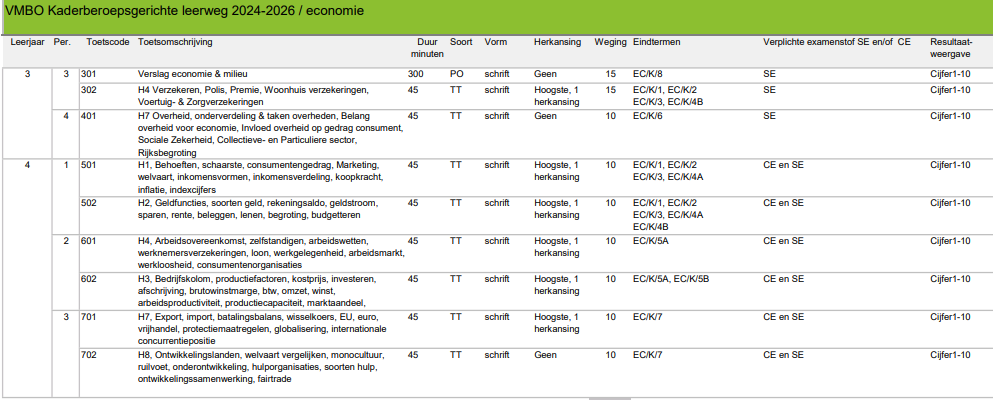 VMBO Kaderberoepsgerichte leerweg 2024-2026 / economie
Leerjaar Per. Toetscode Toetsomschrijving Duur minuten Soort Vorm Herkansing Weging Eindtermen Verplichte examenstof SE en/of CE Resultaat-weergave
3 3 301 Verslag economie & milieu 300 PO schrift Geen 15 EC/K/8 SE Cijfer1-10
302 H4 Verzekeren, Polis, Premie, Woonhuis verzekeringen, 45 TT schrift Hoogste, 1 15 EC/K/1, EC/K/2 SE Cijfer1-10
Voertuig- & Zorgverzekeringen herkansing EC/K/3, EC/K/4B
4 401 H7 Overheid, onderverdeling & taken overheden, Belang 45 TT schrift Geen 10 EC/K/6 SE Cijfer1-10
overheid voor economie, Invloed overheid op gedrag consument,
Sociale Zekerheid, Collectieve- en Particuliere sector,
Rijksbegroting
4 1 501 H1, Behoeften, schaarste, consumentengedrag, Marketing, 45 TT schrift Hoogste, 1 10 EC/K/1, EC/K/2 CE en SE Cijfer1-10
welvaart, inkomensvormen, inkomensverdeling, koopkracht, herkansing EC/K/3, EC/K/4A
inflatie, indexcijfers
502 H2, Geldfuncties, soorten geld, rekeningsaldo, geldstroom, 45 TT schrift Hoogste, 1 10 EC/K/1, EC/K/2 CE en SE Cijfer1-10
sparen, rente, beleggen, lenen, begroting, budgetteren herkansing EC/K/3, EC/K/4A
EC/K/4B
2 601 H4, Arbeidsovereenkomst, zelfstandigen, arbeidswetten, 45 TT schrift Hoogste, 1 10 EC/K/5A CE en SE Cijfer1-10
werknemersverzekeringen, loon, werkgelegenheid, arbeidsmarkt, herkansing
werkloosheid, consumentenorganisaties
602 H3, Bedrijfskolom, productiefactoren, kostprijs, investeren, 45 TT schrift Hoogste, 1 10 EC/K/5A, EC/K/5B CE en SE Cijfer1-10
afschrijving, brutowinstmarge, btw, omzet, winst, herkansing
arbeidsproductiviteit, productiecapaciteit, marktaandeel,
3 701 H7, Export, import, batalingsbalans, wisselkoers, EU, euro, 45 TT schrift Hoogste, 1 10 EC/K/7 CE en SE Cijfer1-10
vrijhandel, protectiemaatregelen, globalisering, internationale herkansing
concurrentiepositie
702 H8, Ontwikkelingslanden, welvaart vergelijken, monocultuur, 45 TT schrift Geen 10 EC/K/7 CE en SE Cijfer1-10
ruilvoet, onderontwikkeling, hulporganisaties, soorten hulp,
ontwikkelingssamenwerking, fairtrade